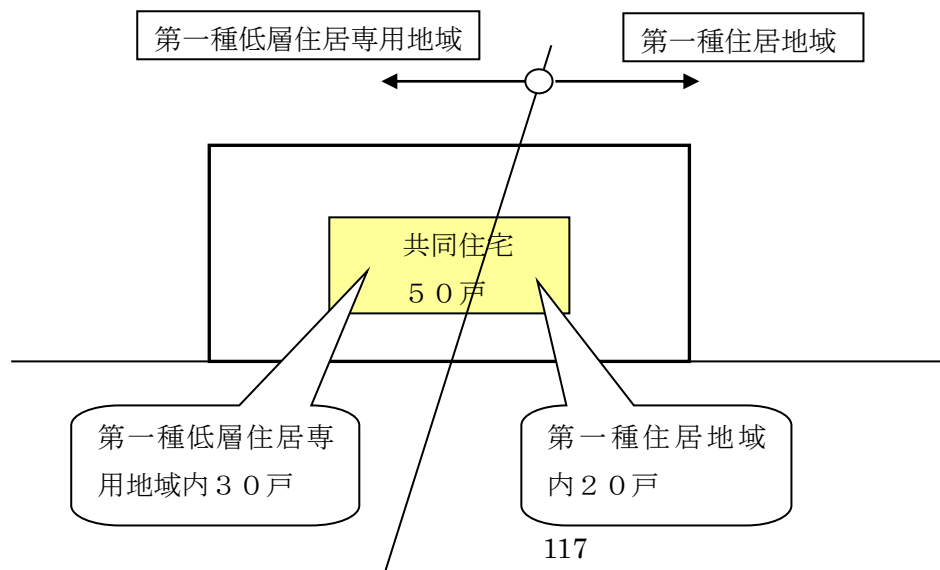 第一種低層住居専用地域
第一種住居地域
共同住宅
５０戸
第一種低層住居専
用地域内３０戸
第一種住居地域
内２０戸
117